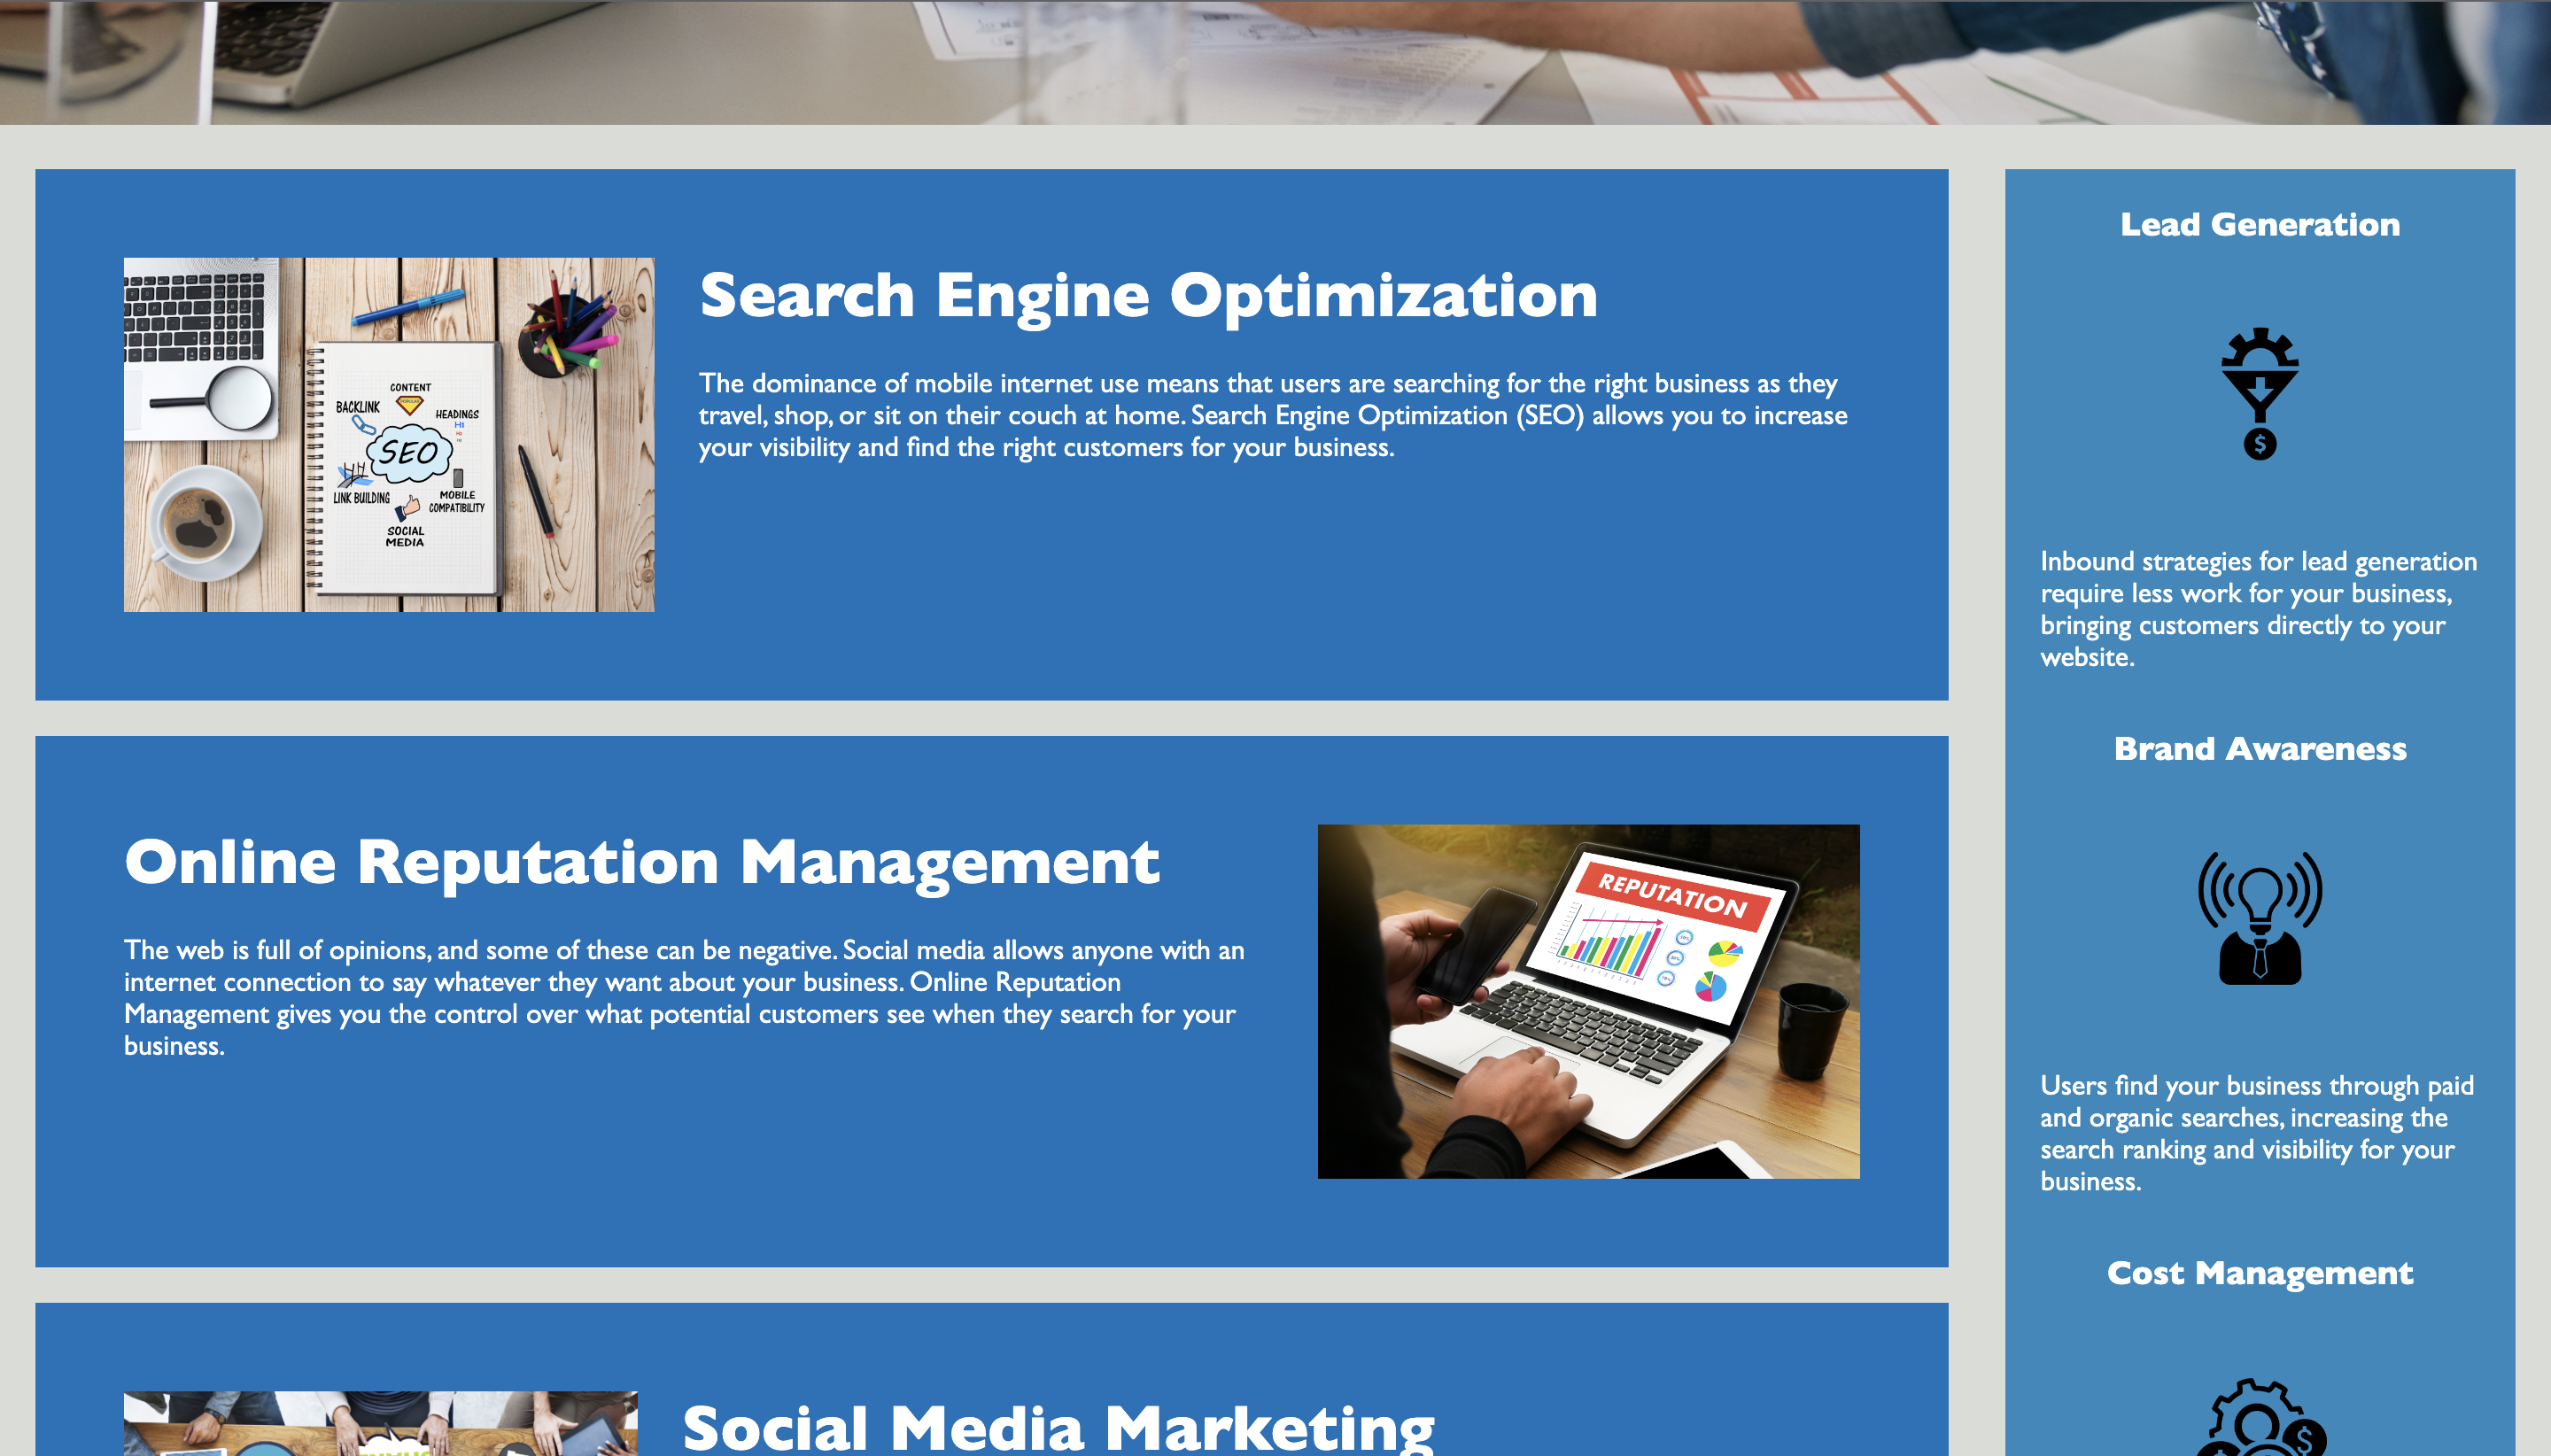 Search Engine Optimization
The dominance of mobile internet use means that users are searching for the right business as they
travel, shop, or sit on their couch at home. Search Engine Optimization (SEO) allows you to increase
your visibility and find the right customers for your business.
CONTENT
BACKLINK
HEADINGS
H1
SEO
LINK BUILDING
MOBILE
COMPATIBILITY
SOCIAL
MEDIA
Online Reputation Management
The web is full of opinions, and some of these can be negative. Social media allows anyone with an
internet connection to say whatever they want about your business. Online Reputation
Management gives you the control over what potential customers see when they search for your
business.
REPUTATION
Social Media Marketing
Lead Generation
$
Inbound strategies for lead generation
require less work for your business,
bringing customers directly to your
website.
Brand Awareness
Users find your business through paid
and organic searches, increasing the
search ranking and visibility for your
business.
Cost Management
$